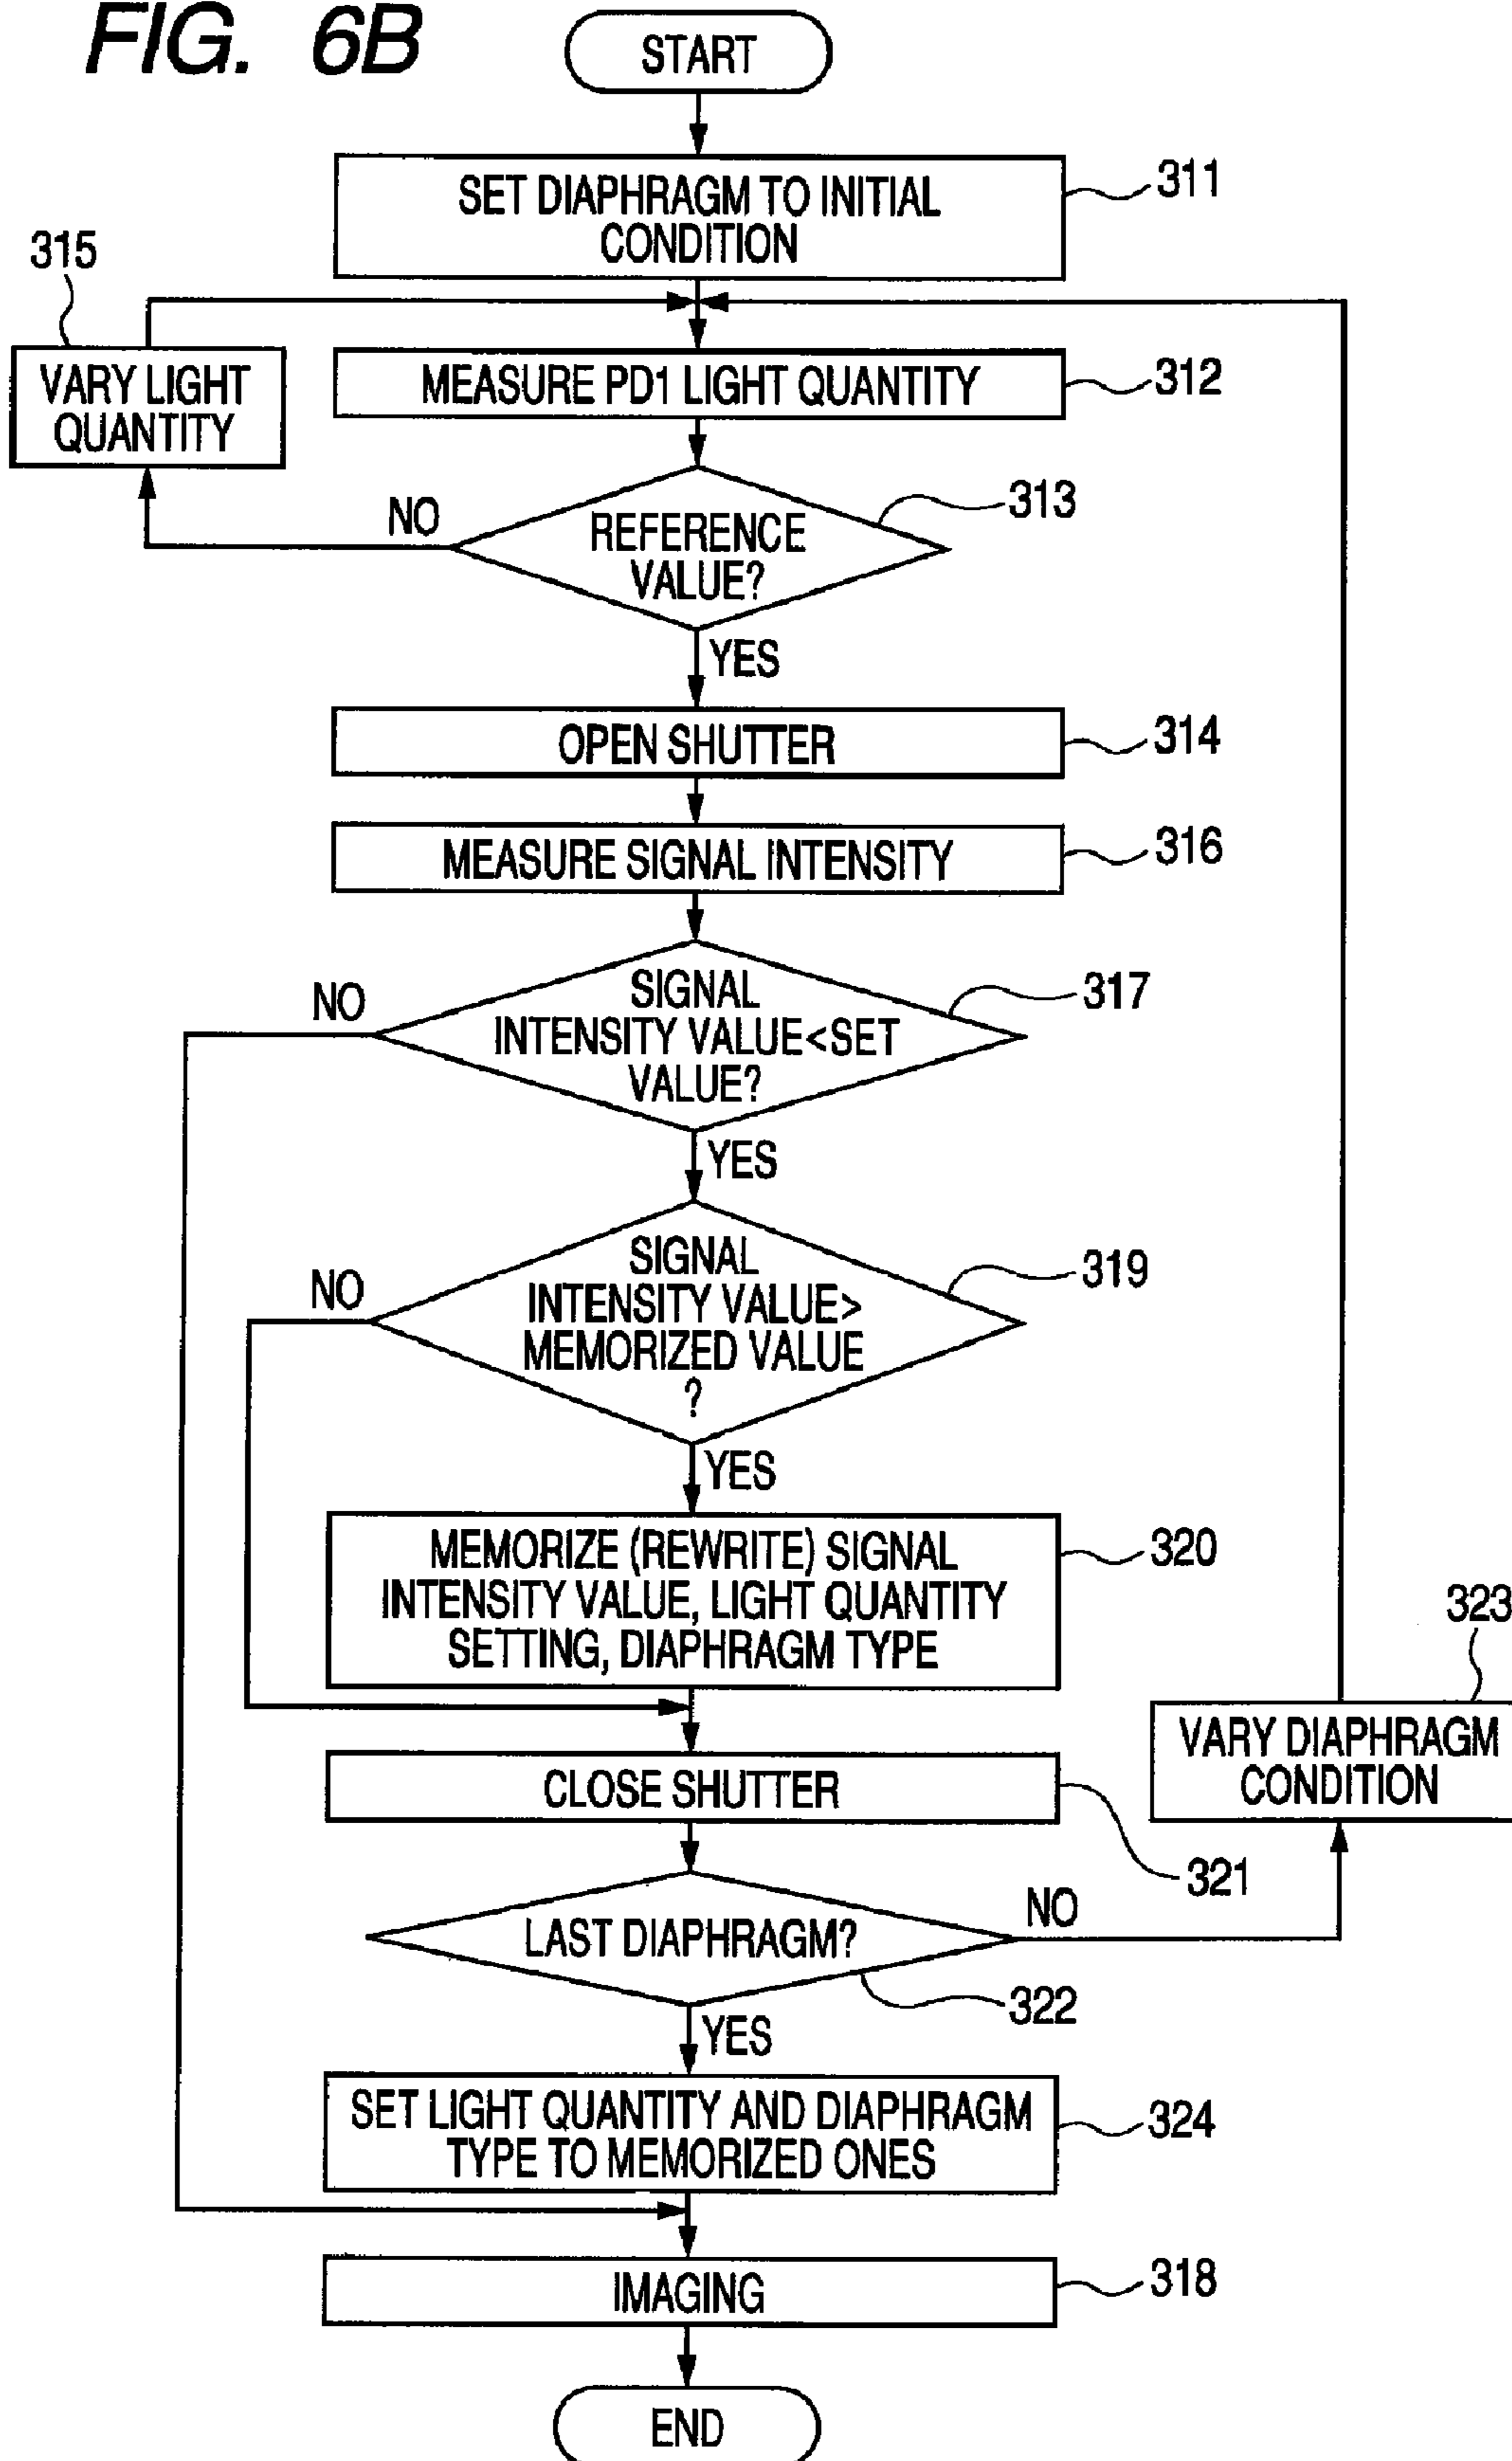 FIG. 6B
START
SET DIAPHRAGM TO INITIAL
CONDITION
311
315
VARY LIGHT
QUANTITY
MEASURE PD1 LIGHT QUANTITY
312
NO
REFERENCE
VALUE?
313
YES
OPEN SHUTTER
314
MEASURE SIGNAL INTENSITY
316
NO
SIGNAL
INTENSITY VALUE<SET
VALUE?
317
YES
NO
SIGNAL
INTENSITY VALUE>
MEMORIZED VALUE
?
319
YES
MEMORIZE (REWRITE) SIGNAL
INTENSITY VALUE, LIGHT QUANTITY
SETTING, DIAPHRAGM TYPE
320
323
VARY DIAPHRAGM
CONDITION
CLOSE SHUTTER
321
LAST DIAPHRAGM?
NO
322
YES
SET LIGHT QUANTITY AND DIAPHRAGM
TYPE TO MEMORIZED ONES
324
IMAGING
318
END